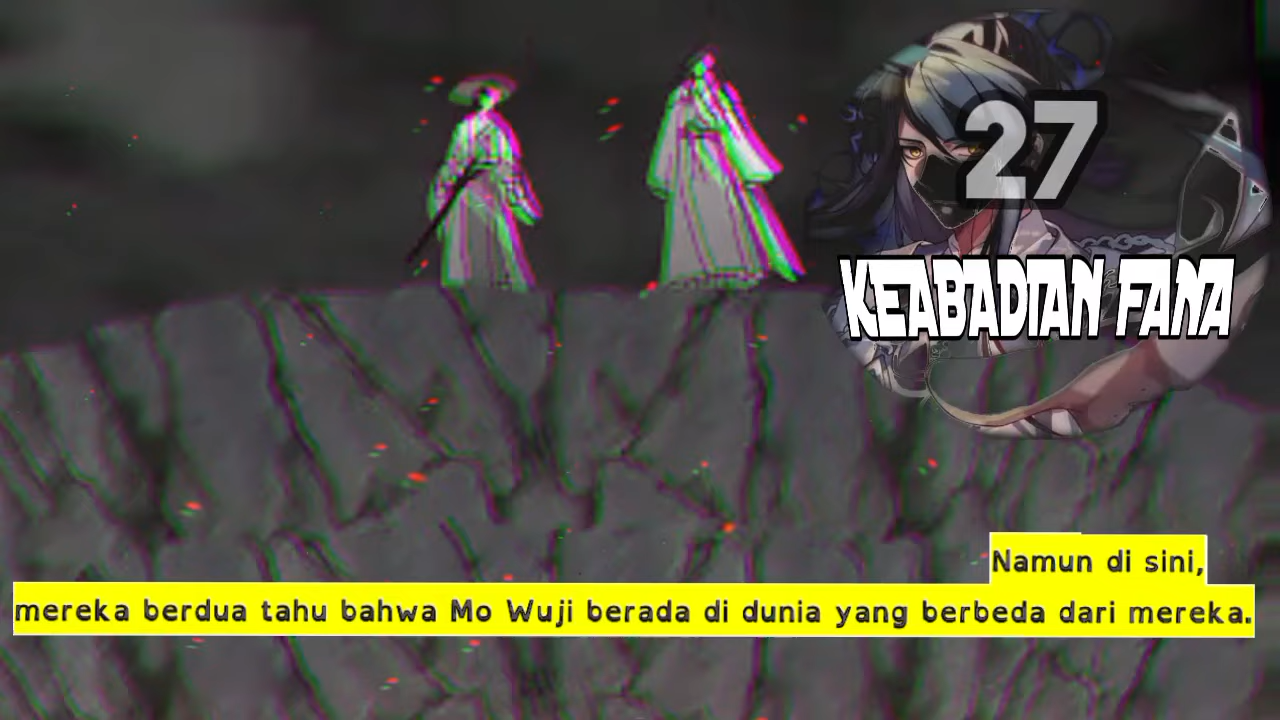 27
KEABADIAN FANA
Namun di sini,
mereka berdua tahu bahwa Mo Wuji berada di dunia yang berbeda dari mereka.